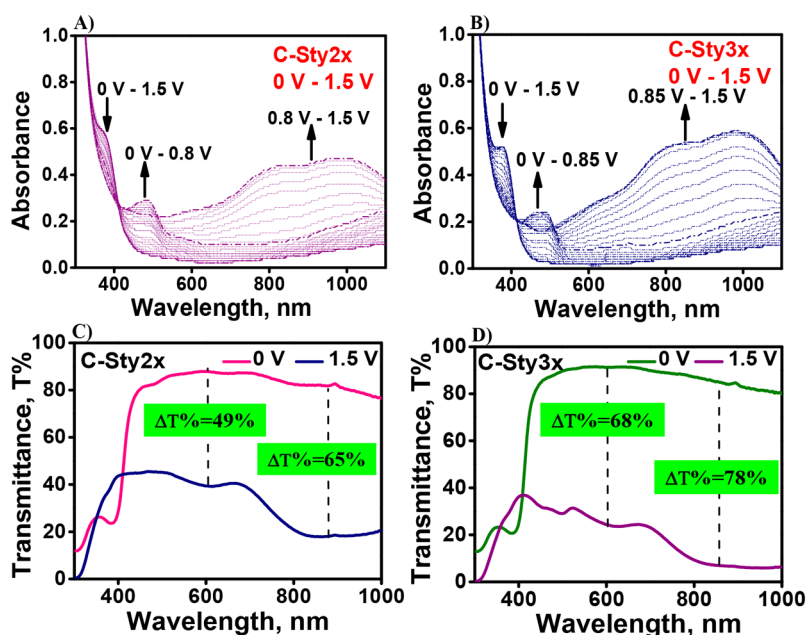 A)
C-Sty2x
0 V - 1.5 V
0 V - 1.5 V
0 V - 0.8 V
0.8 V - 1.5 V
Absorbance
1.0
0.8
0.6
0.4
0.2
0.0
400 600 800 1000
Wavelength, nm
B)
C-Sty3x
0 V - 1.5 V
0 V - 1.5 V
0.85 V - 1.5 V
0 V - 0.85 V
Absorbance
1.0
0.8
0.6
0.4
0.2
0.0
400 600 800 1000
Wavelength, nm
C)
C-Sty2x
0 V 1.5 V
ΔT%=49%
ΔT%=65%
Transmittance, T%
100
80
60
40
20
0
400 600 800 1000
Wavelength, nm
D)
C-Sty3x
0 V 1.5 V
ΔT%=68%
ΔT%=78%
Transmittance, T%
100
80
60
40
20
0
400 600 800 1000
Wavelength, nm